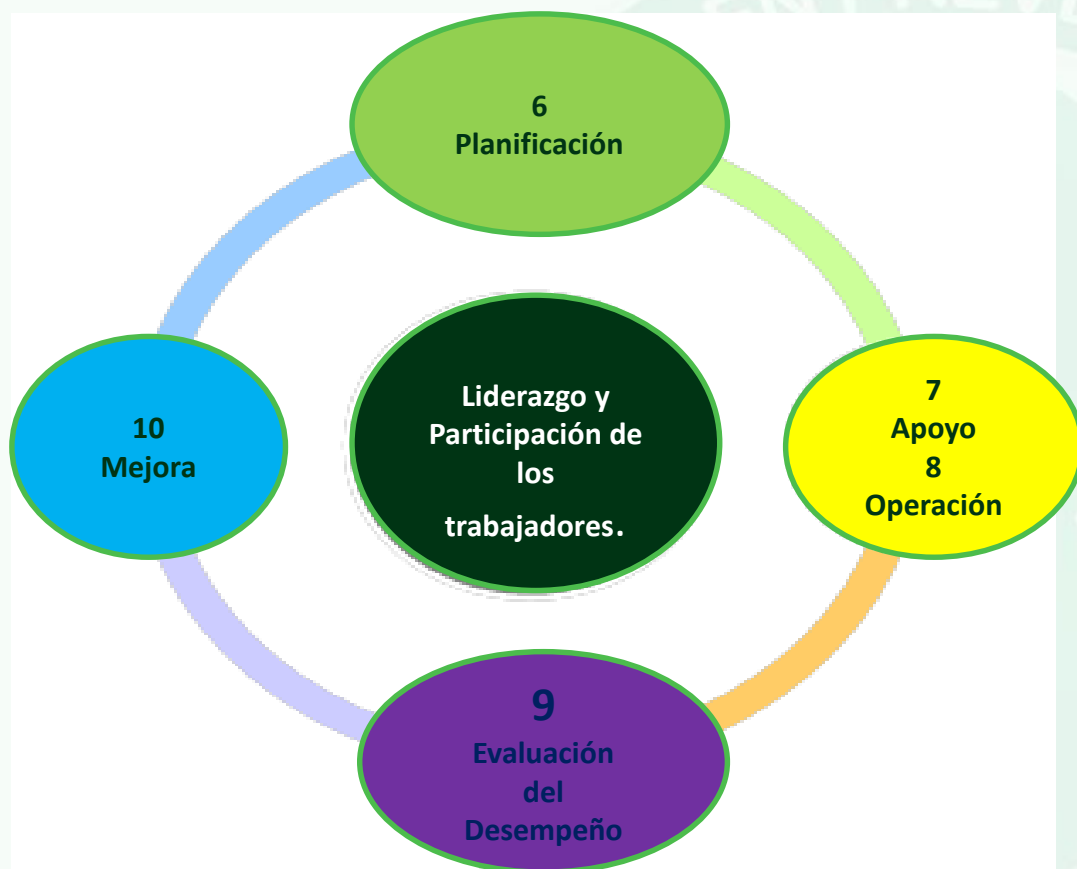 6
Planificación
10
Mejora
Liderazgo y
Participación de
los
trabajadores.
7
Apoyo
8
Operación
9
Evaluación
del
Desempeño